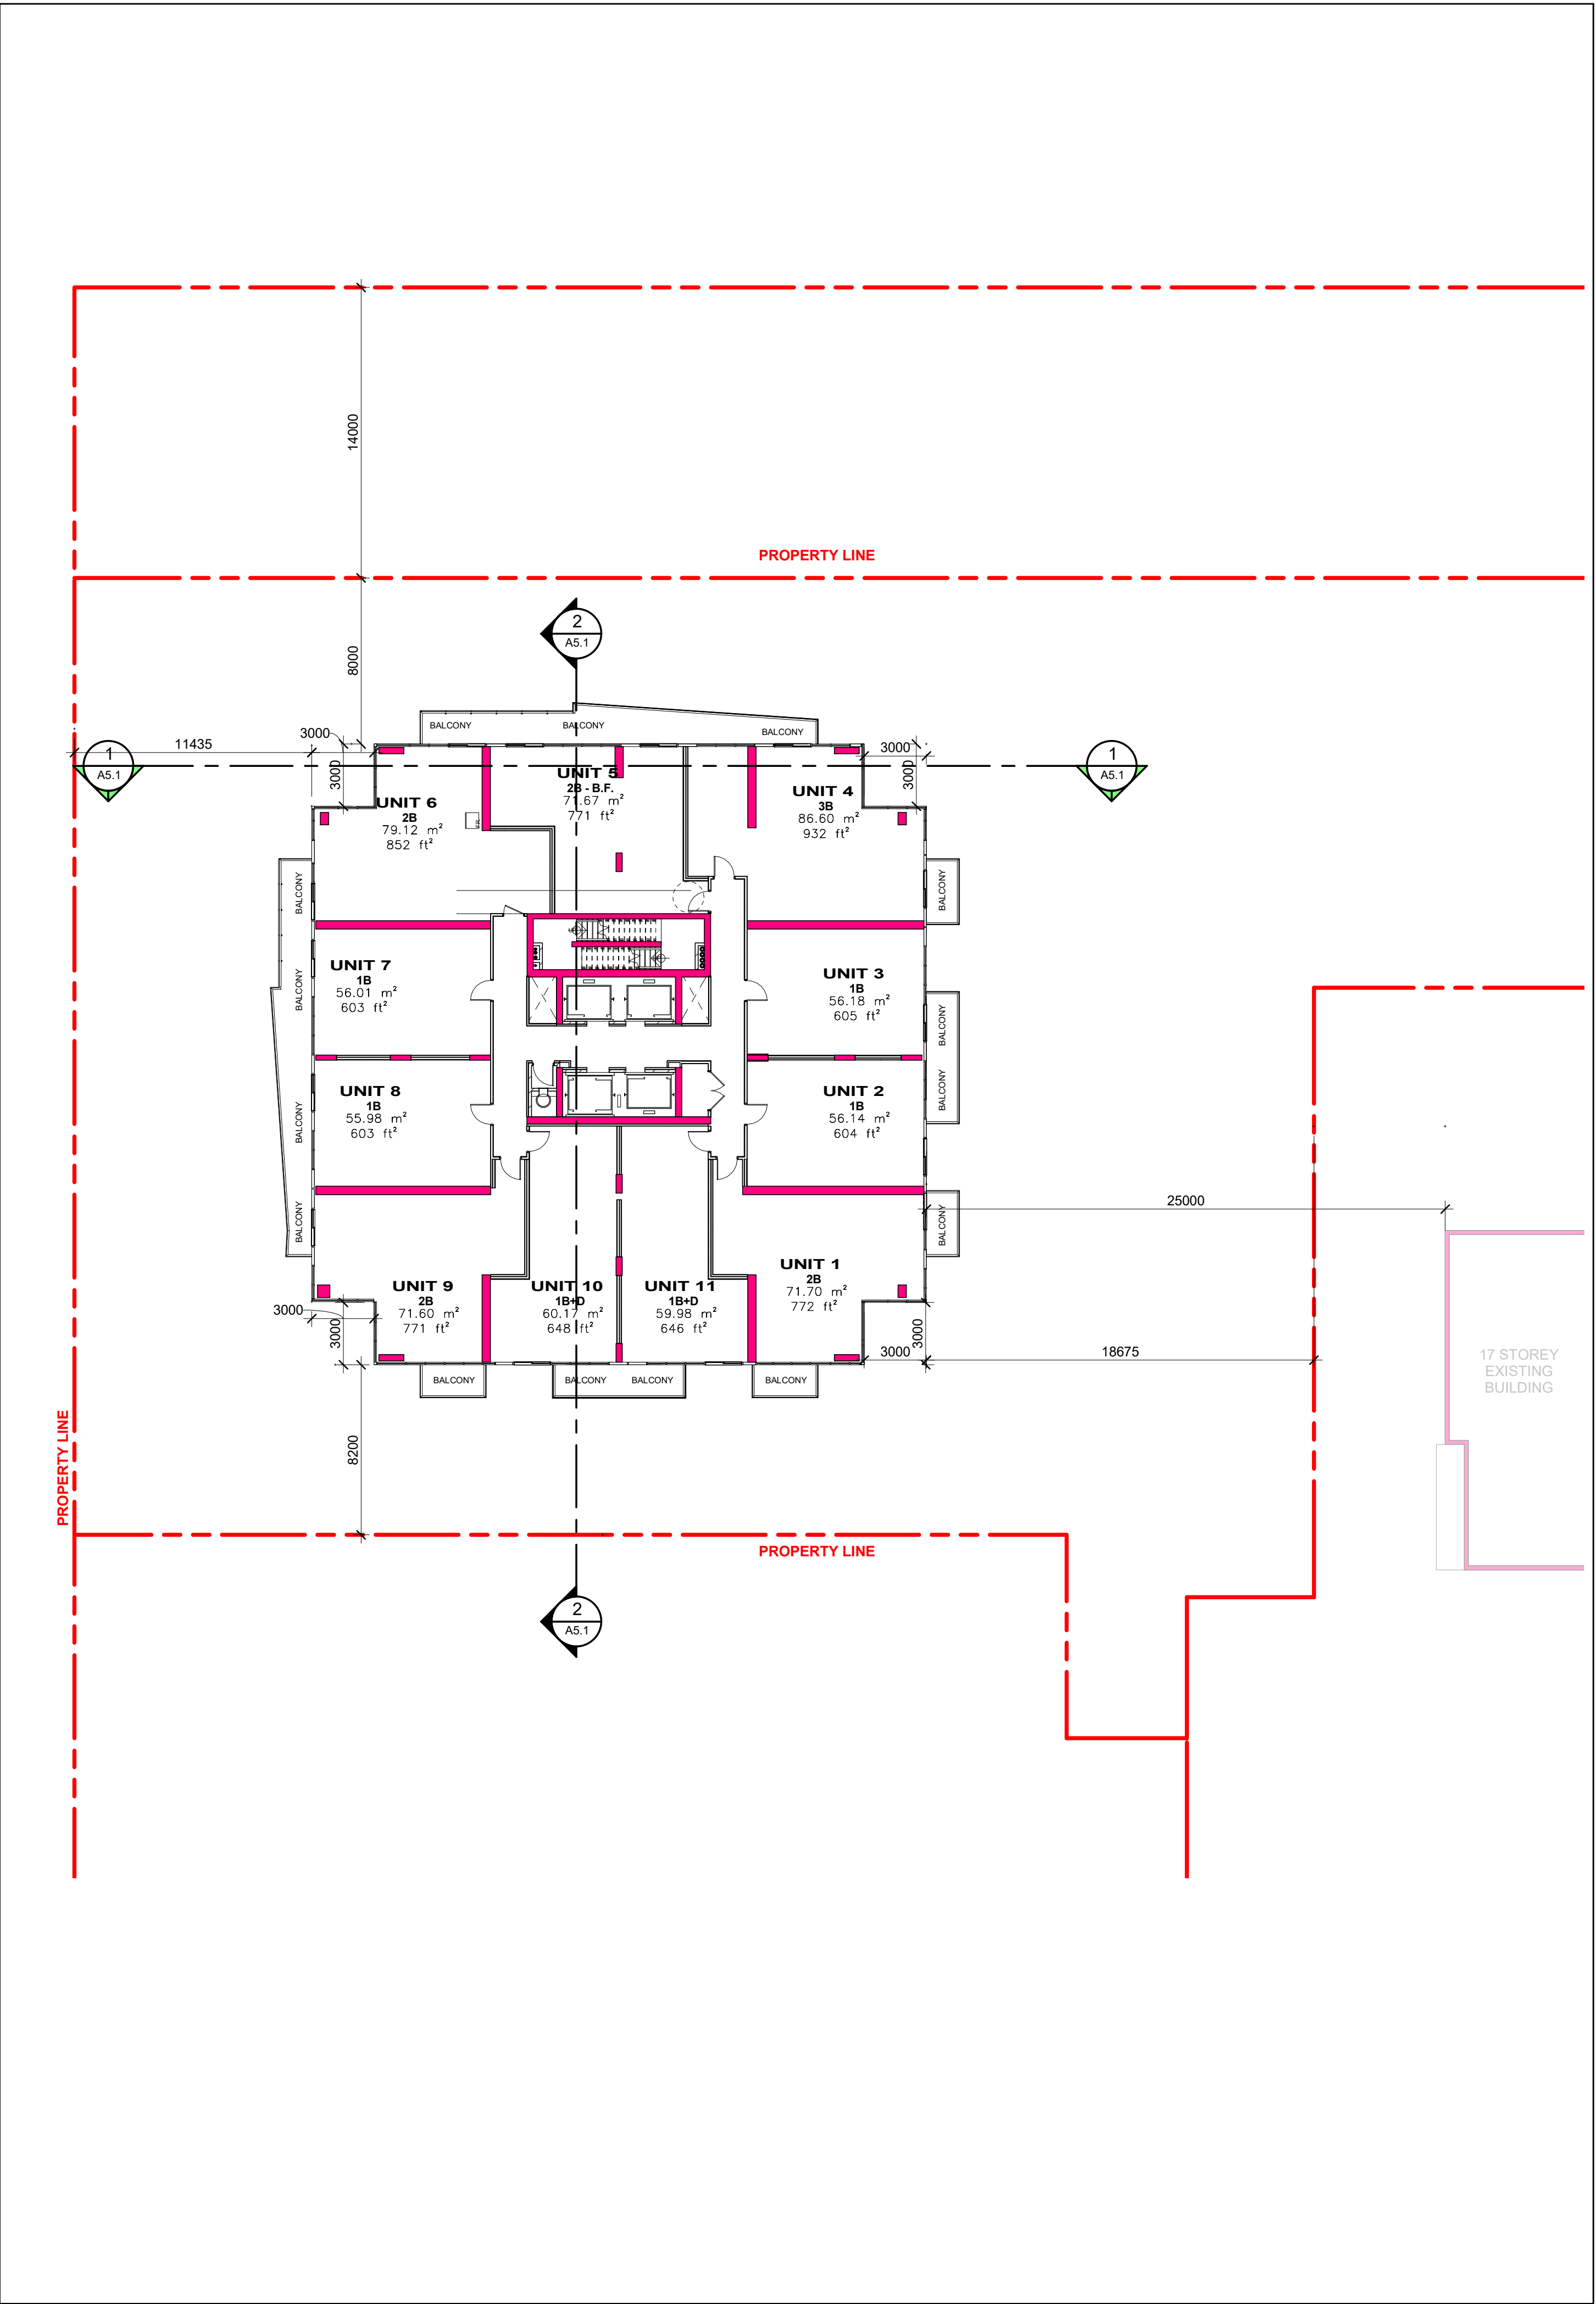 14000
PROPERTY LINE
8000
2
A5.1
BALCONY
BALCONY
BALCONY
11435
3000
3000
3000
3000
1
A5.1
1
A5.1
UNIT 6
2B
79.12 m²
852 ft²
UNIT 5
2B - B.F.
71.67 m²
771 ft²
UNIT 4
3B
86.60 m²
932 ft²
BALCONY
BALCONY
UNIT 7
1B
56.01 m²
603 ft²
UNIT 3
1B
56.18 m²
605 ft²
BALCONY
BALCONY
UNIT 8
1B
55.98 m²
603 ft²
UNIT 2
1B
56.14 m²
604 ft²
BALCONY
BALCONY
BALCONY
BALCONY
25000
UNIT 9
2B
71.60 m²
771 ft²
UNIT 10
1B+D
60.17 m²
648 ft²
UNIT 11
1B+D
59.98 m²
646 ft²
UNIT 1
2B
71.70 m²
772 ft²
3000
3000
3000
3000
18675
BALCONY
BALCONY
BALCONY
BALCONY
17 STOREY
EXISTING
BUILDING
8200
PROPERTY LINE
PROPERTY LINE
2
A5.1